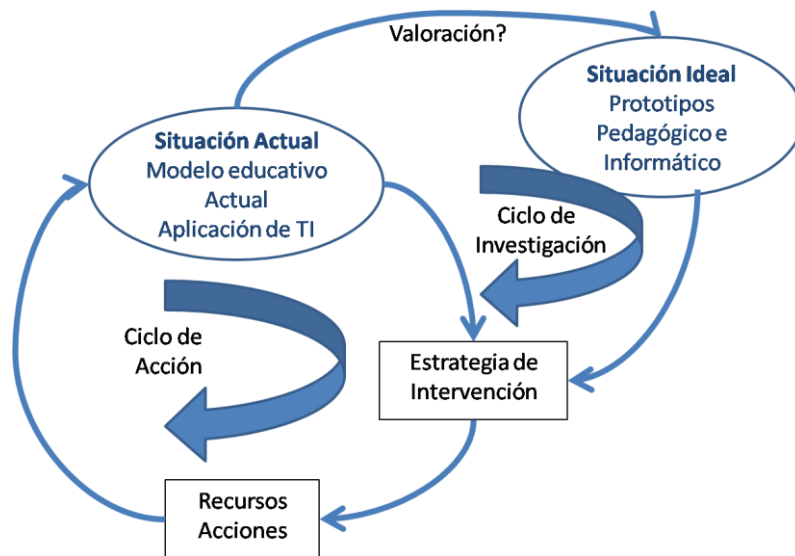 Valoración?
Situación Ideal
Prototipos
Pedagógico e
Informático
Situación Actual
Modelo educativo
Actual
Aplicación de TI
Ciclo de
Investigación
Ciclo de
Acción
Estrategia de
Intervención
Recursos
Acciones